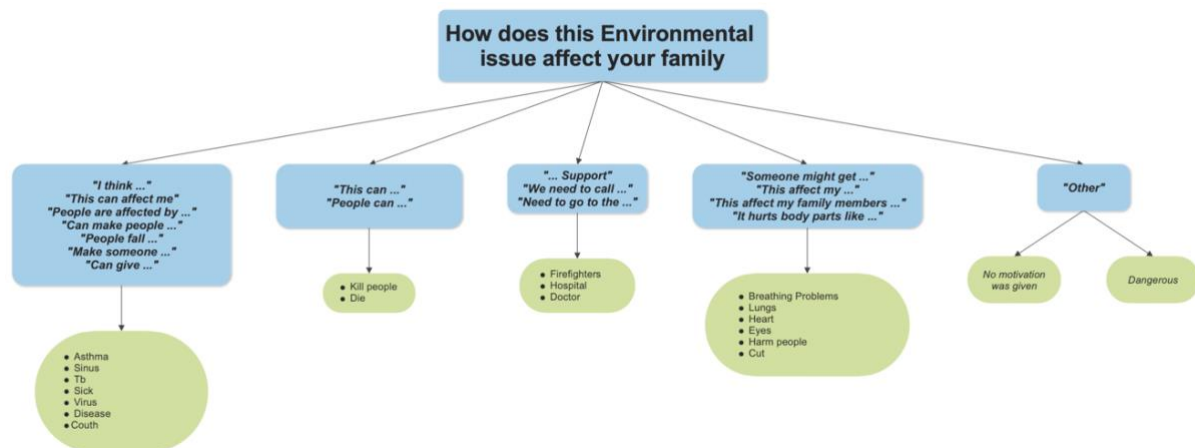 How does this Environmental
issue affect your family
"I think ..."
"This can affect me"
"People are affected by ..."
"Can make people ..."
"People fall ..."
"Make someone ..."
"Can give ..."
"This can ..."
"People can ..."
"... Support"
"We need to call ..."
"Need to go to the ..."
"Someone might get ..."
"This affect my ..."
"This affect my family members ..."
"It hurts body parts like ..."
"Other"
● Asthma
● Sinus
● Tb
● Sick
● Virus
● Disease
● Couth
● Kill people
● Die
● Firefighters
● Hospital
● Doctor
● Breathing Problems
● Lungs
● Heart
● Eyes
● Harm people
● Cut
No motivation
was given
Dangerous